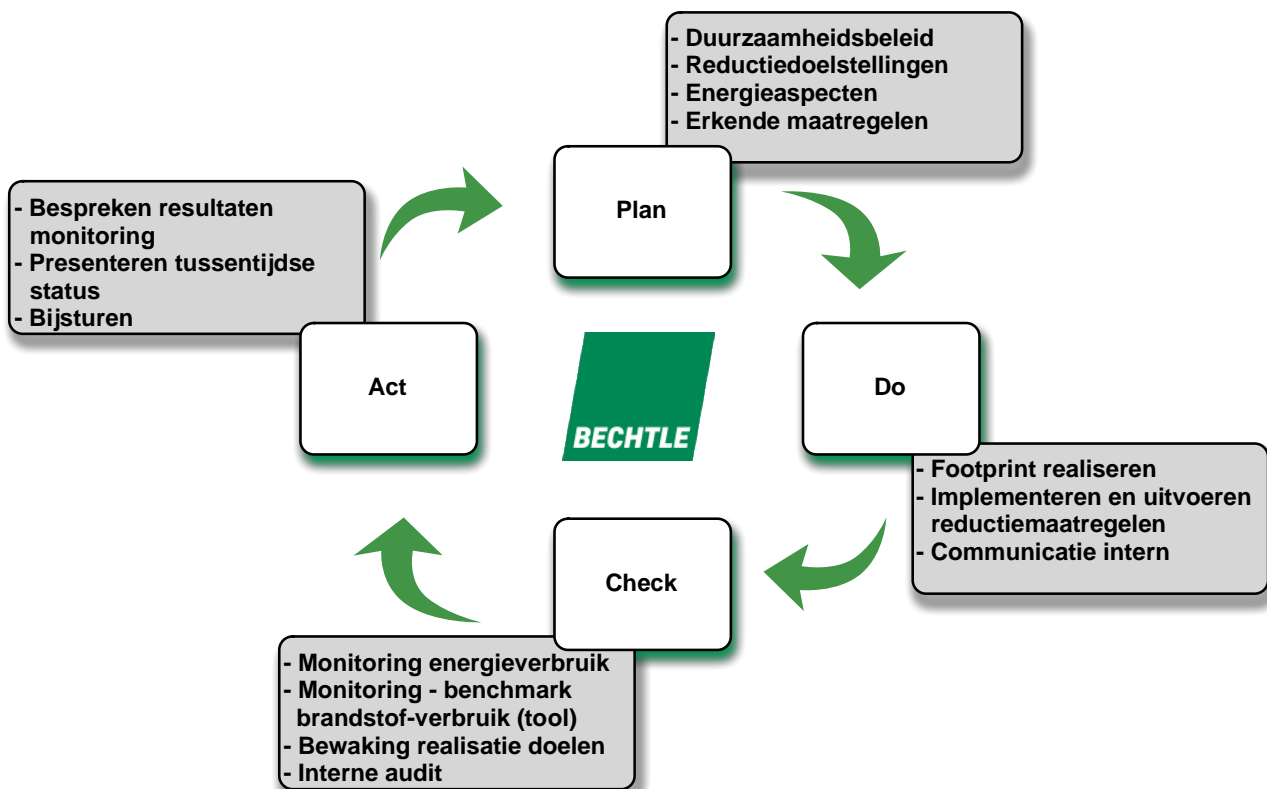 - Duurzaamheidsbeleid
- Reductiedoelstellingen
- Energieaspecten
- Erkende maatregelen
Plan
- Bespreken resultaten
monitoring
- Presenteren tussentijdse
status
- Bijsturen
Act
BECHTLE
Do
- Footprint realiseren
- Implementeren en uitvoeren
reductiemaatregelen
- Communicatie intern
Check
- Monitoring energieverbruik
- Monitoring - benchmark
brandstof-verbruik (tool)
- Bewaking realisatie doelen
- Interne audit